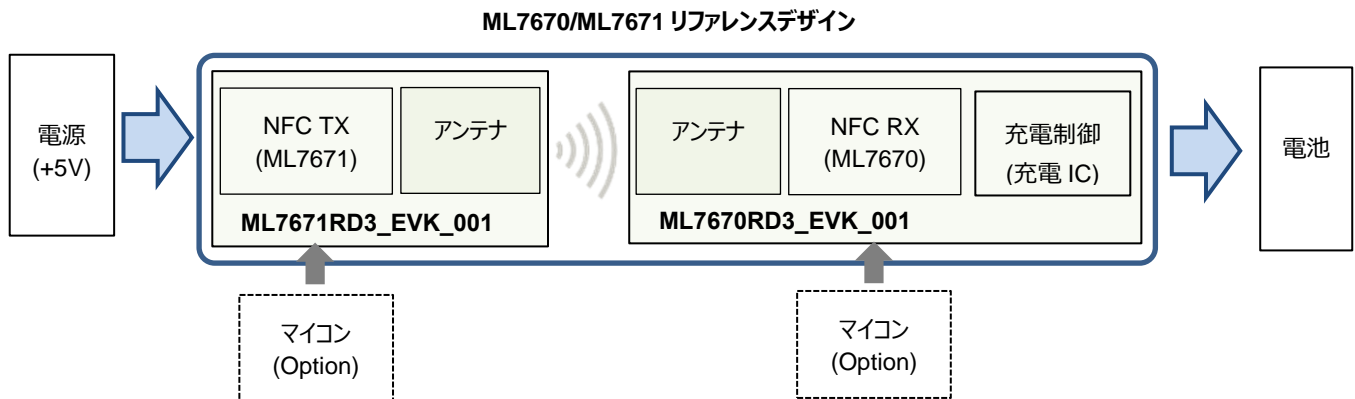 ML7670/ML7671 リファレンスデザイン
電源
(+5V)
NFC TX
(ML7671)
アンテナ
ML7671RD3_EVK_001
アンテナ
NFC RX
(ML7670)
充電制御
(充電 IC)
ML7670RD3_EVK_001
電池
マイコン
(Option)
マイコン
(Option)